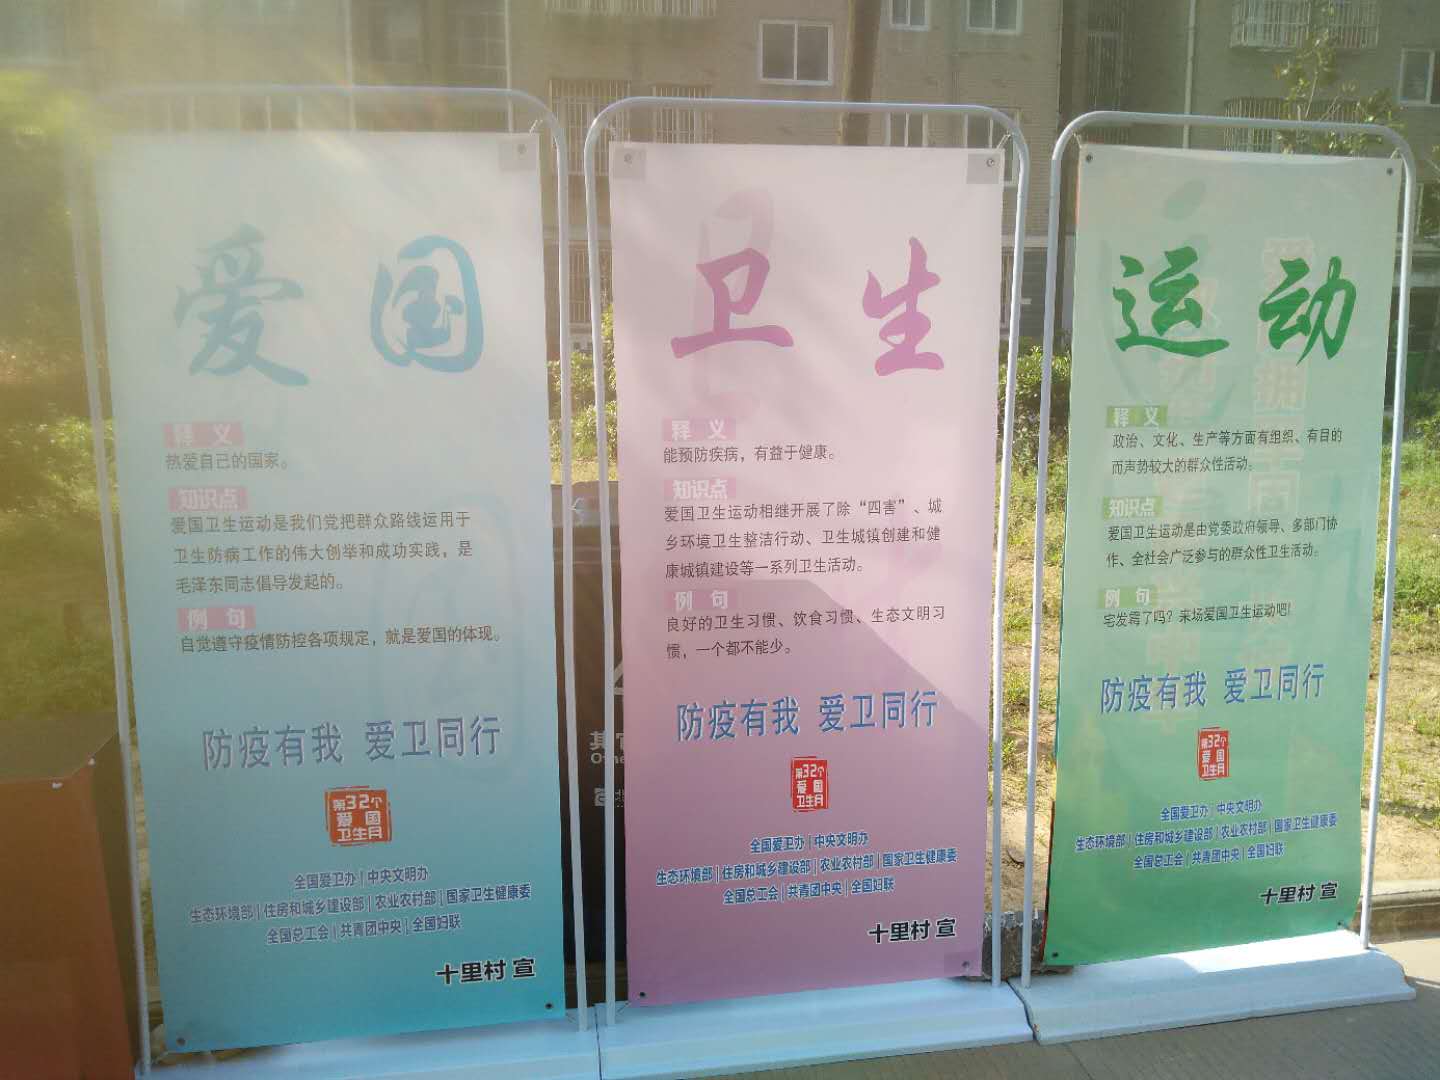 爱国
释 义
热爱自己的国家。
知识点
爱国卫生运动是我们党把群众路线运用于
卫生防病工作的伟大创举和成功实践，是
毛泽东同志倡导发起的。
例 句
自觉遵守疫情防控各项规定，就是爱国的体现。
防疫有我 爱卫同行
第32个
爱国
卫生月
全国爱卫办|中央文明办
生态环境部|住房和城乡建设部|农业农村部|国家卫生健康委
全国总工会|共青团中央|全国妇联
十里村 宣
卫生
释 义
能预防疾病，有益于健康。
知识点
爱国卫生运动相继开展了除“四害”、城
乡环境卫生整洁行动、卫生城镇创建和健
康城镇建设等一系列卫生活动。
例 句
良好的卫生习惯、饮食习惯、生态文明习
惯，一个都不能少。
防疫有我 爱卫同行
第32个
爱国
卫生月
全国爱卫办|中央文明办
生态环境部|住房和城乡建设部|农业农村部|国家卫生健康委
全国总工会|共青团中央|全国妇联
十里村 宣
运动
释 义
政治、文化、生产等方面有组织、有目的
而声势较大的群众性活动。
知识点
爱国卫生运动是由党委政府领导、多部门协
作、全社会广泛参与的群众性卫生活动。
例 句
宅发霉了吗？来场爱国卫生运动吧!
防疫有我 爱卫同行
第32个
爱国
卫生月
全国爱卫办|中央文明办
生态环境部|住房和城乡建设部|农业农村部|国家卫生健康委
全国总工会|共青团中央|全国妇联
十里村 宣